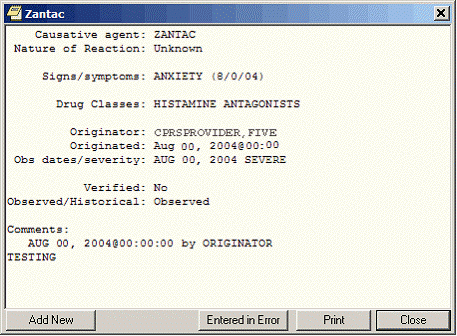 Zantac
Causative agent: ZANTAC
Nature of Reaction: Unknown
Signs/symptoms: ANXIETY (8/0/04)
Drug Classes: HISTAMINE ANTAGONISTS
Originator: CPRSPROVIDER,FIVE
Originated: Aug 00, 2004@00:00
Obs dates/severity: AUG 00, 2004 SEVERE
Verified: No
Observed/Historical: Observed
Comments:
AUG 00, 2004@00:00:00 by ORIGINATOR
TESTING
Add New Entered in Error Print Close